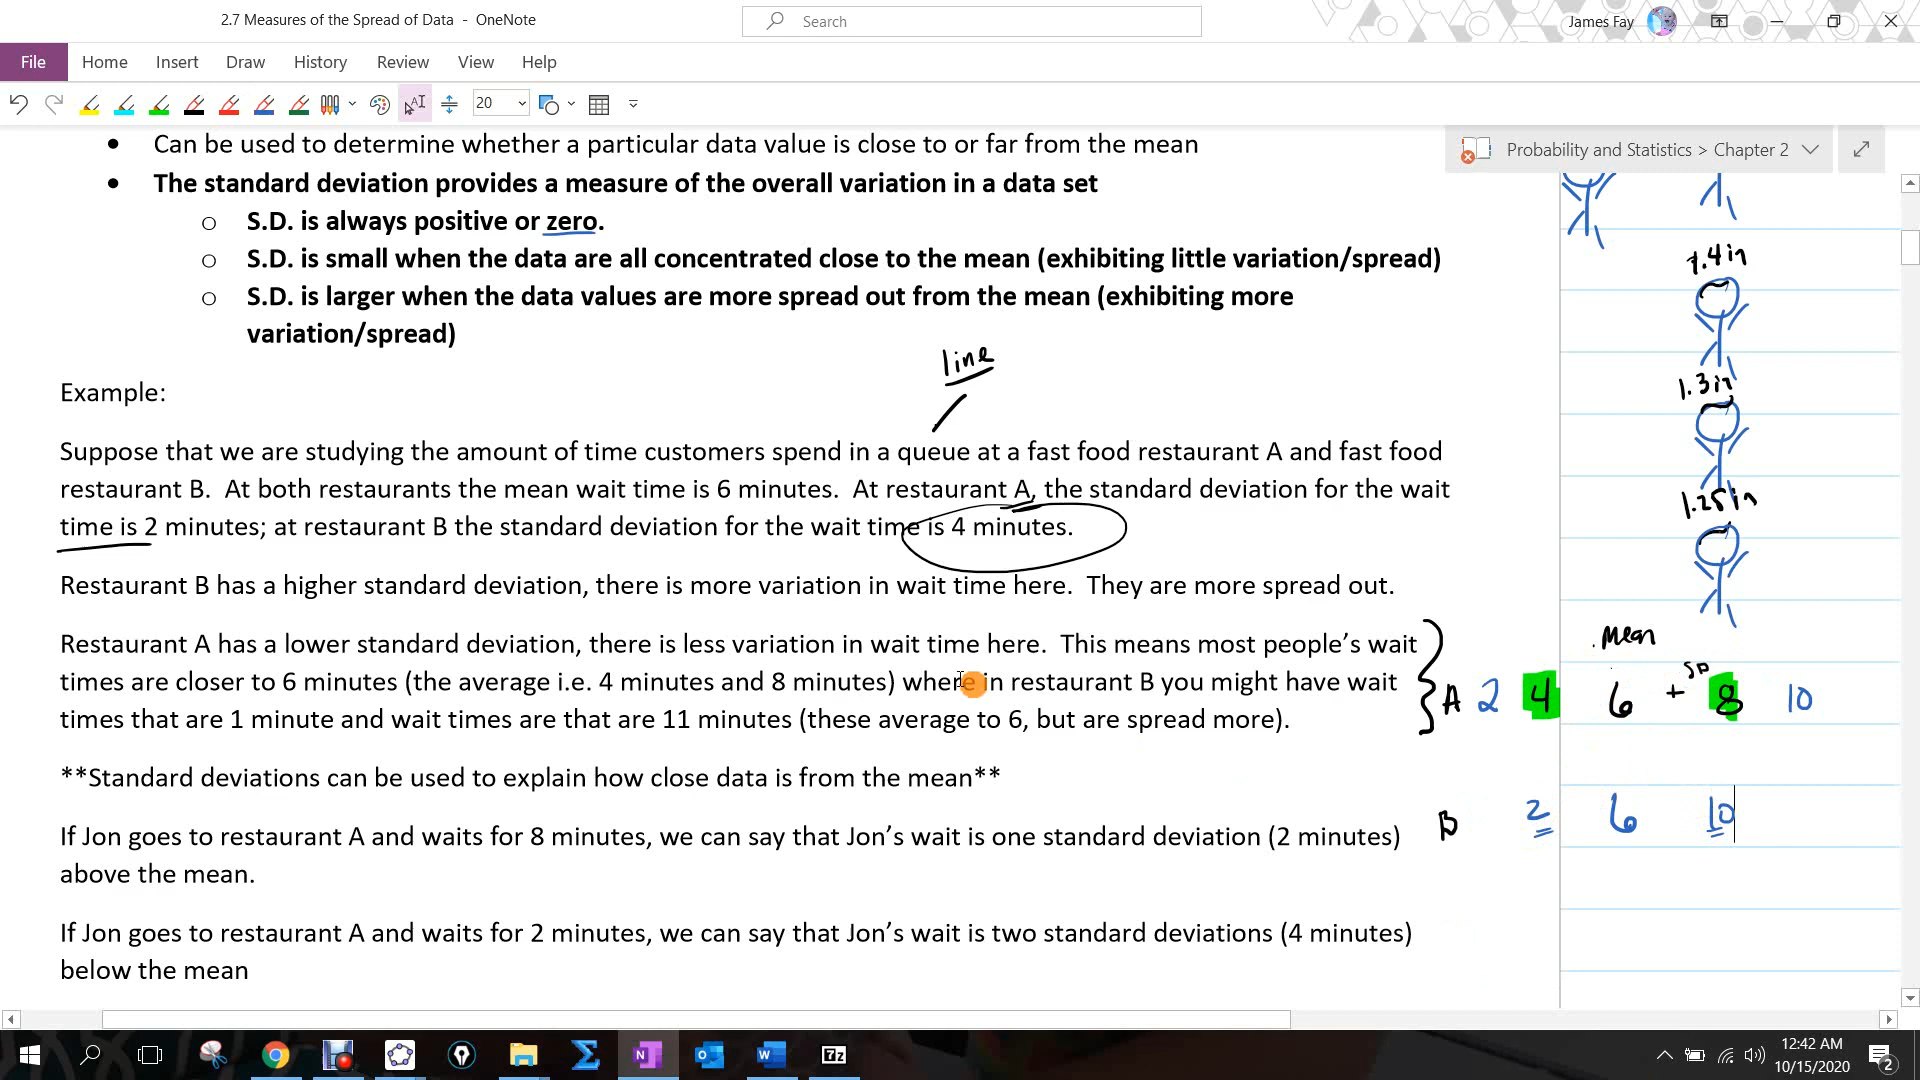 2.7 Measures of the Spread of Data - OneNote
Search
James Fay
File Home Insert Draw History Review View Help
20
Probability and Statistics > Chapter 2
• Can be used to determine whether a particular data value is close to or far from the mean
• The standard deviation provides a measure of the overall variation in a data set
o S.D. is always positive or zero.
o S.D. is small when the data are all concentrated close to the mean (exhibiting little variation/spread)
o S.D. is larger when the data values are more spread out from the mean (exhibiting more
variation/spread)
line
Example:
Suppose that we are studying the amount of time customers spend in a queue at a fast food restaurant A and fast food
restaurant B. At both restaurants the mean wait time is 6 minutes. At restaurant A, the standard deviation for the wait
time is 2 minutes; at restaurant B the standard deviation for the wait time is 4 minutes.
Restaurant B has a higher standard deviation, there is more variation in wait time here. They are more spread out.
Restaurant A has a lower standard deviation, there is less variation in wait time here. This means most people's wait
times are closer to 6 minutes (the average i.e. 4 minutes and 8 minutes) where in restaurant B you might have wait
times that are 1 minute and wait times are that are 11 minutes (these average to 6, but are spread more).
**Standard deviations can be used to explain how close data is from the mean**
If Jon goes to restaurant A and waits for 8 minutes, we can say that Jon's wait is one standard deviation (2 minutes)
above the mean.
If Jon goes to restaurant A and waits for 2 minutes, we can say that Jon's wait is two standard deviations (4 minutes)
below the mean
1.4in
1.3in
1.25in
mean
SD
A 2 4 6 + 8 10
B 2 6 10
12:42 AM
10/15/2020
2